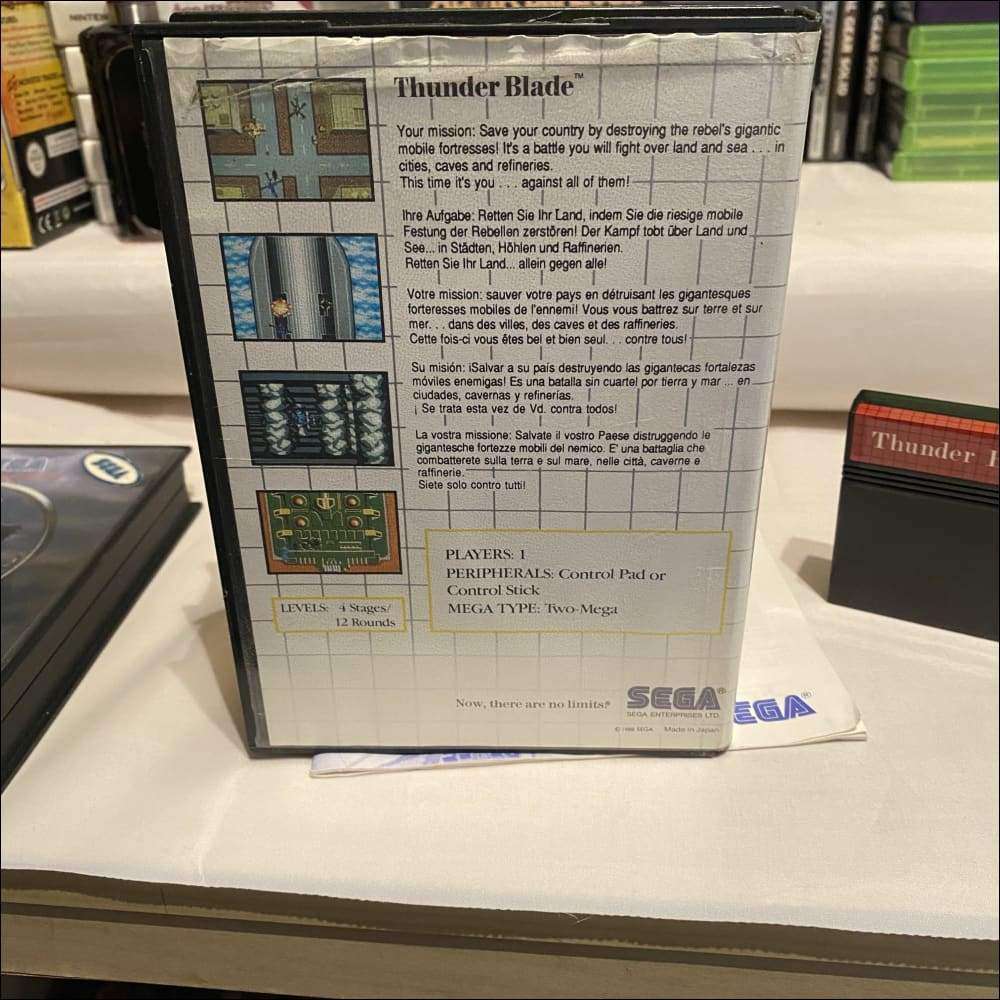 Thunder Blade™
Your mission: Save your country by destroying the rebel's gigantic
mobile fortresses! It's a battle you will fight over land and sea . . . in
cities, caves and refineries.
This time it's you . . . against all of them!
Ihre Aufgabe: Retten Sie Ihr Land, indem Sie die riesige mobile
Festung der Rebellen zerstören! Der Kampf tobt über Land und
See... in Städten, Höhlen und Raffinerien.
Retten Sie Ihr Land... allein gegen alle!
Votre mission: sauver votre pays en détruisant les gigantesques
forteresses mobiles de l'ennemi! Vous vous battrez sur terre et sur
mer. . . dans des villes, des caves et des raffineries.
Cette fois-ci vous êtes bel et bien seul. . . contre tous!
Su misión: ¡Salvar a su país destruyendo las gigantecas fortalezas
móviles enemigas! Es una batalla sin cuartel por tierra y mar ... en
ciudades, cavernas y refinerías.
¡ Se trata esta vez de Vd. contra todos!
La vostra missione: Salvate il vostro Paese distruggendo le
gigantesche fortezze mobili del nemico. E' una battaglia che
combatterete sulla terra e sul mare, nelle città, caverne e
raffinerie.
Siete solo contro tutti!
PLAYERS: 1
PERIPHERALS: Control Pad or
Control Stick
MEGA TYPE: Two-Mega
LEVELS: 4 Stages/
12 Rounds
Now, there are no limits!®
SEGA®
SEGA ENTERPRISES LTD.
© 1988 SEGA Made in Japan
EGA®
Thunder